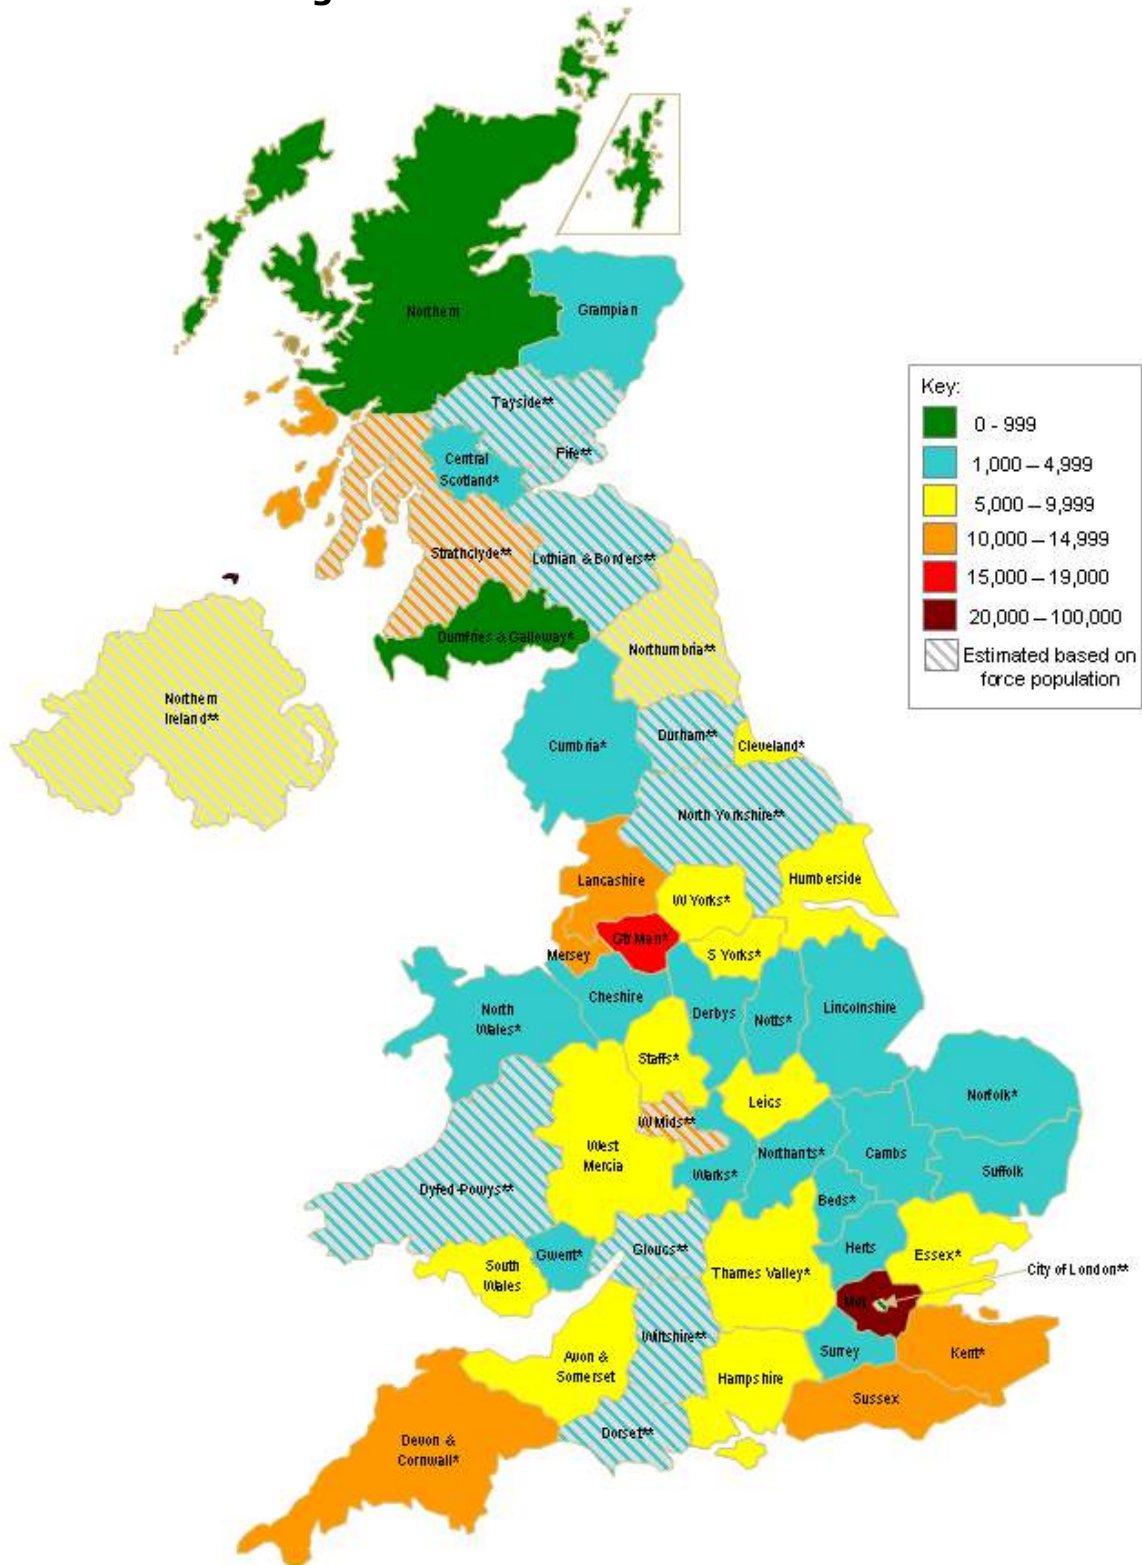 Northern
Grampian
Tayside**
Fife**
Central
Scotland*
Strathclyde**
Lothian & Borders**
Dumfries & Galloway*
Northumbria**
Northern
Ireland**
Cumbria*
Durham**
Cleveland*
North Yorkshire**
Lancashire
W Yorks*
Humberside
Gtr Man*
Mersey
S Yorks*
Cheshire
North
Wales*
Derbys
Notts*
Lincolnshire
Staffs*
Leics
Norfolk*
W Mids**
West
Mercia
Northants*
Cambs
Suffolk
Warks*
Dyfed-Powys**
Beds*
Gwent*
Gloucs**
Herts
Essex*
South
Wales
Thames Valley*
City of London**
Met
Wiltshire**
Surrey
Kent*
Avon &
Somerset
Hampshire
Sussex
Dorset**
Devon &
Cornwall*
Key:
0 - 999
1,000 – 4,999
5,000 – 9,999
10,000 – 14,999
15,000 – 19,000
20,000 – 100,000
Estimated based on
force population